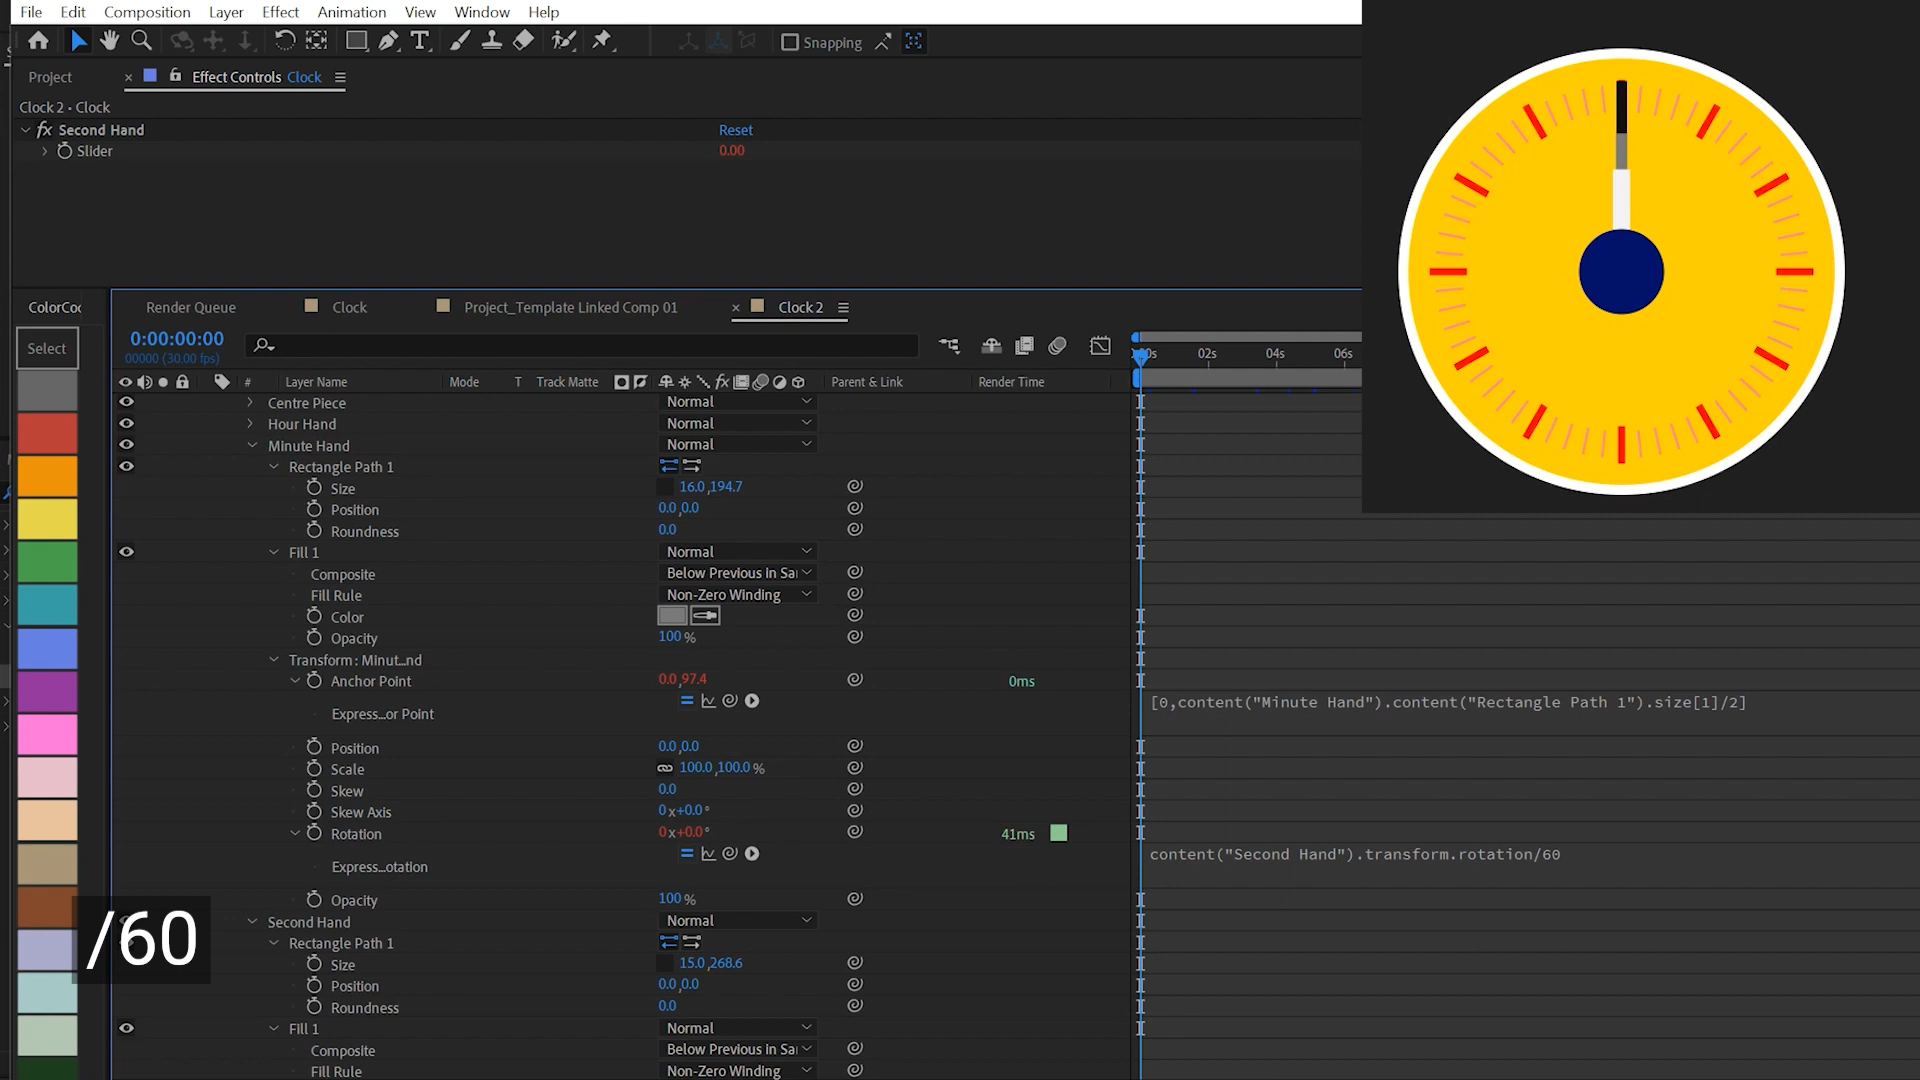 File Edit Composition Layer Effect Animation View Window Help
Snapping
Project Effect Controls Clock
Clock 2 • Clock
fx Second Hand Reset
Slider 0.00
ColorCoc Render Queue Clock Project_Template Linked Comp 01 Clock 2
Select 0:00:00:00
00000 (30.00 fps)
02s 04s 06s
# Layer Name Mode T Track Matte fx Parent & Link Render Time
Centre Piece Normal
Hour Hand Normal
Minute Hand Normal
Rectangle Path 1
Size 16.0,194.7
Position 0.0,0.0
Roundness 0.0
Fill 1 Normal
Composite Below Previous in Sa
Fill Rule Non-Zero Winding
Color
Opacity 100 %
Transform : Minut...nd
Anchor Point 0.0,97.4 0ms
Express...or Point [0,content("Minute Hand").content("Rectangle Path 1").size[1]/2]
Position 0.0,0.0
Scale 100.0,100.0 %
Skew 0.0
Skew Axis 0x+0.0°
Rotation 0x+0.0° 41ms
Express...otation content("Second Hand").transform.rotation/60
Opacity 100 %
Second Hand Normal
/60
Rectangle Path 1
Size 15.0,268.6
Position 0.0,0.0
Roundness 0.0
Fill 1 Normal
Composite Below Previous in Sa
Fill Rule Non-Zero Winding